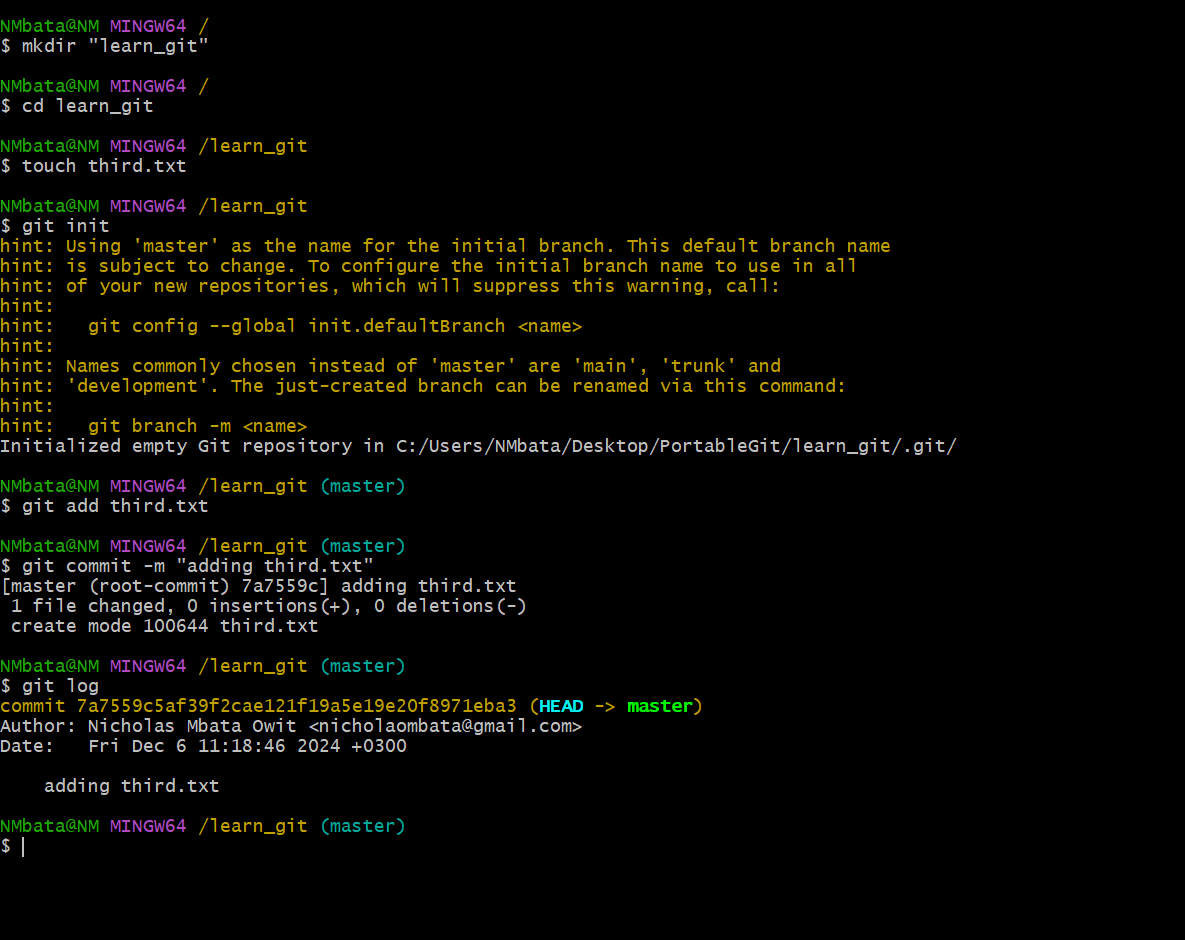 NMbata@NM MINGW64 /
$ mkdir "learn_git"
NMbata@NM MINGW64 /
$ cd learn_git
NMbata@NM MINGW64 /learn_git
$ touch third.txt
NMbata@NM MINGW64 /learn_git
$ git init
hint: Using 'master' as the name for the initial branch. This default branch name
hint: is subject to change. To configure the initial branch name to use in all
hint: of your new repositories, which will suppress this warning, call:
hint:
hint:   git config --global init.defaultBranch <name>
hint:
hint: Names commonly chosen instead of 'master' are 'main', 'trunk' and
hint: 'development'. The just-created branch can be renamed via this command:
hint:
hint:   git branch -m <name>
Initialized empty Git repository in C:/Users/NMbata/Desktop/PortableGit/learn_git/.git/
NMbata@NM MINGW64 /learn_git (master)
$ git add third.txt
NMbata@NM MINGW64 /learn_git (master)
$ git commit -m "adding third.txt"
[master (root-commit) 7a7559c] adding third.txt
 1 file changed, 0 insertions(+), 0 deletions(-)
 create mode 100644 third.txt
NMbata@NM MINGW64 /learn_git (master)
$ git log
commit 7a7559c5af39f2cae121f19a5e19e20f8971eba3 (HEAD -> master)
Author: Nicholas Mbata Owit <nicholaombata@gmail.com>
Date:   Fri Dec 6 11:18:46 2024 +0300
    adding third.txt
NMbata@NM MINGW64 /learn_git (master)
$